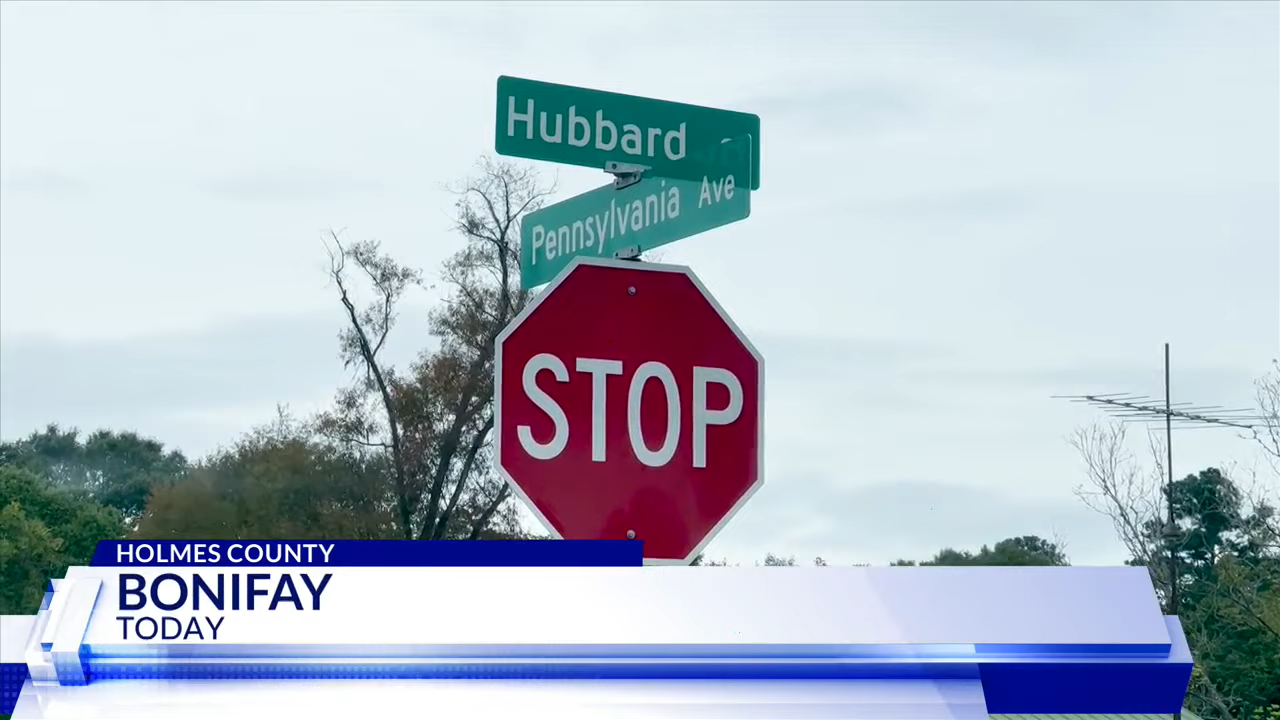 Hubbard
Pennsylvania Ave
STOP
HOLMES COUNTY
BONIFAY
TODAY